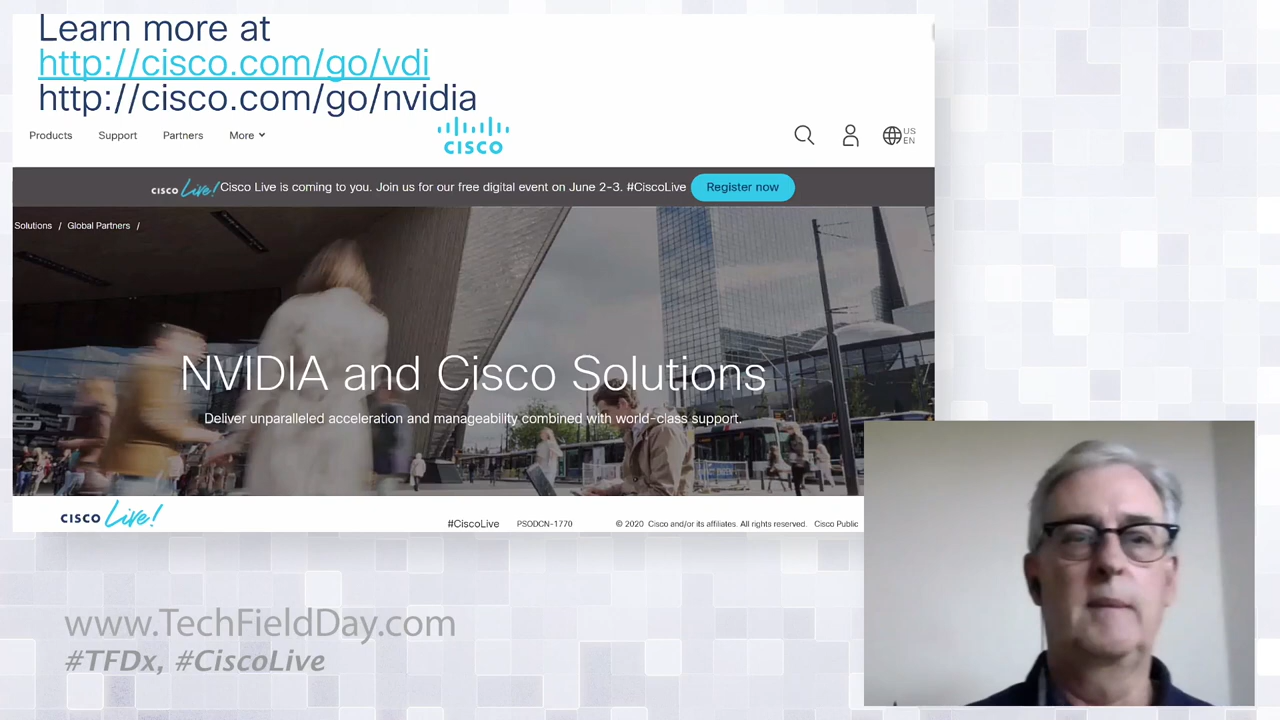 Learn more at
http://cisco.com/go/vdi
http://cisco.com/go/nvidia
Products Support Partners More
CISCO
US
EN
CISCO Live! Cisco Live is coming to you. Join us for our free digital event on June 2-3. #CiscoLive Register now
Solutions / Global Partners /
NVIDIA and Cisco Solutions
Deliver unparalleled acceleration and manageability combined with world-class support.
CISCO Live! #CiscoLive PSODCN-1770 © 2020 Cisco and/or its affiliates. All rights reserved. Cisco Public
www.TechFieldDay.com
#TFDx, #CiscoLive